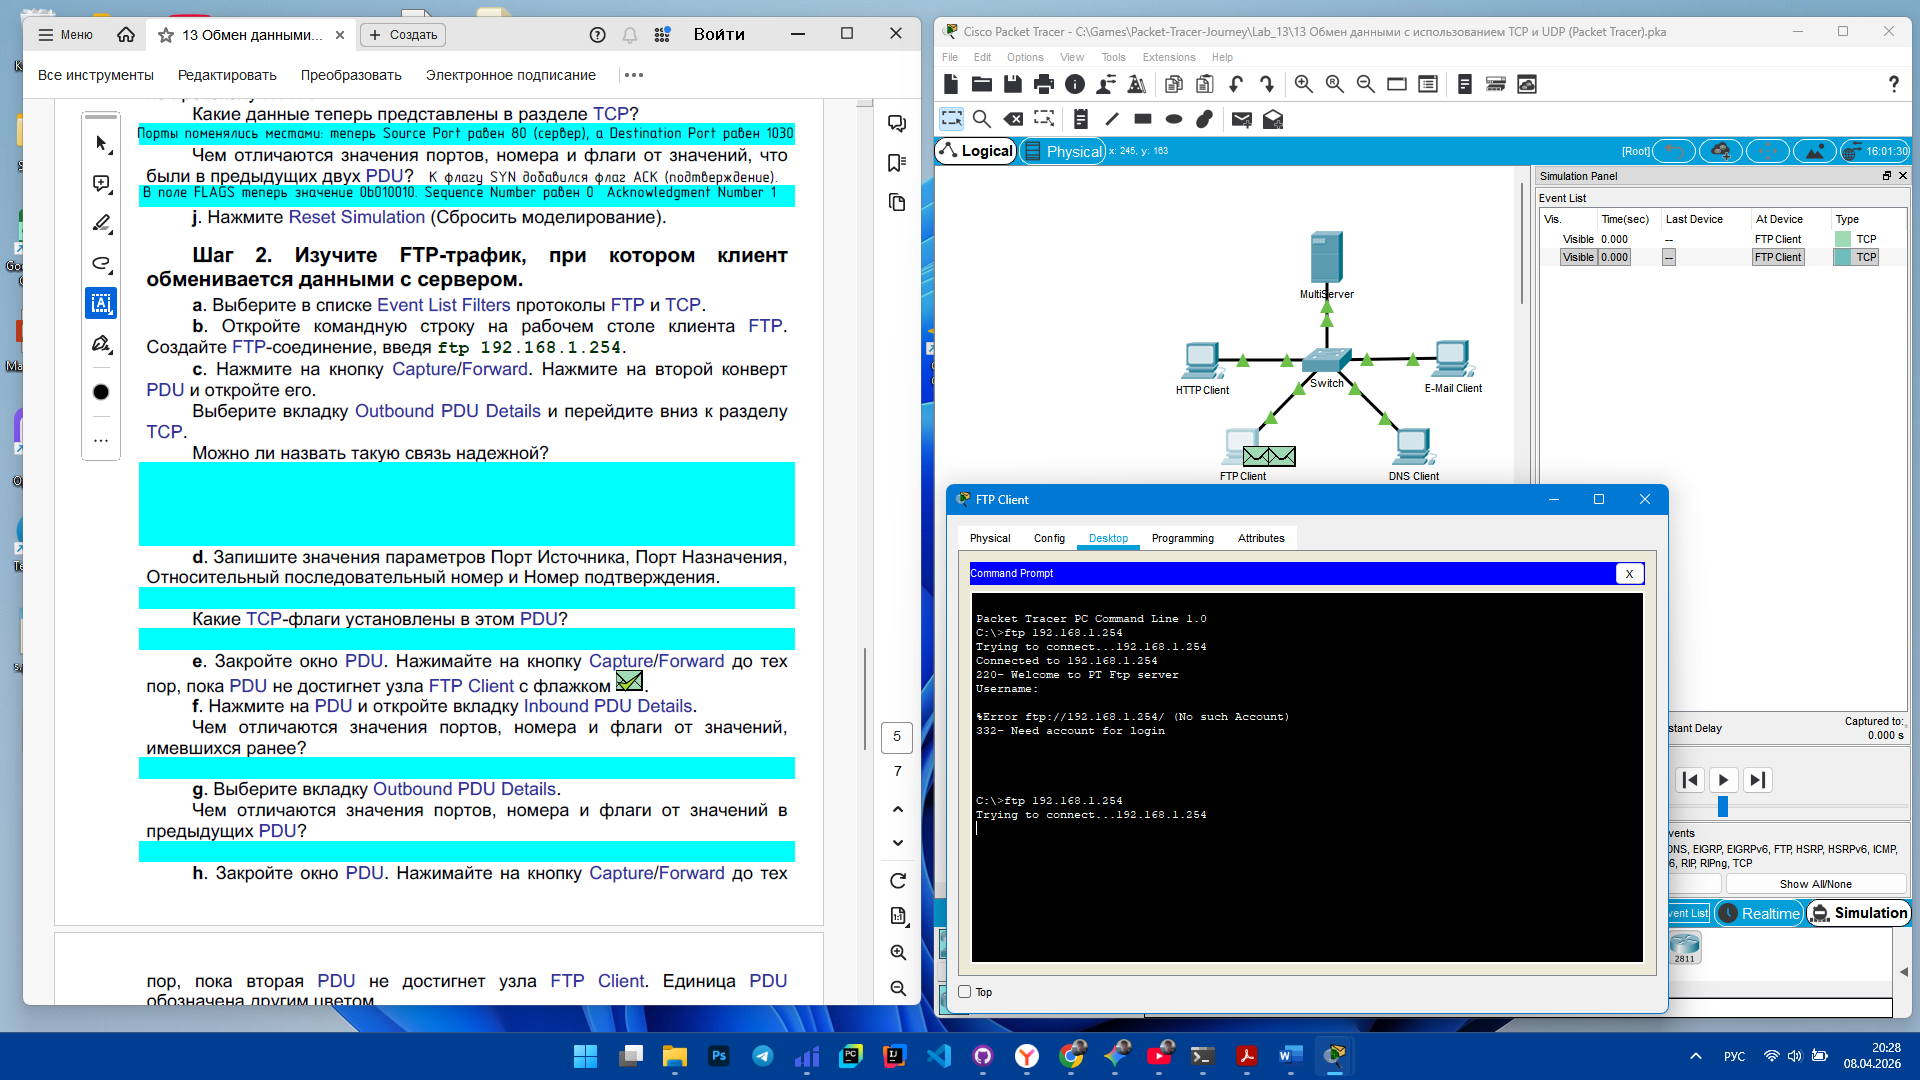 Меню
13 Обмен данными...
Создать
Войти
Все инструменты
Редактировать
Преобразовать
Электронное подписание
Какие данные теперь представлены в разделе TCP?
Порты поменялись местами: теперь Source Port равен 80 (сервер), а Destination Port равен 1030
Чем отличаются значения портов, номера и флаги от значений, что
были в предыдущих двух PDU? К флагу SYN добавился флаг ACK (подтверждение).
В поле FLAGS теперь значение 0b010010. Sequence Number равен 0 Acknowledgment Number 1
j. Нажмите Reset Simulation (Сбросить моделирование).
Шаг 2. Изучите FTP-трафик, при котором клиент
обменивается данными с сервером.
a. Выберите в списке Event List Filters протоколы FTP и TCP.
b. Откройте командную строку на рабочем столе клиента FTP.
Создайте FTP-соединение, введя ftp 192.168.1.254.
c. Нажмите на кнопку Capture/Forward. Нажмите на второй конверт
PDU и откройте его.
Выберите вкладку Outbound PDU Details и перейдите вниз к разделу
TCP.
Можно ли назвать такую связь надежной?
d. Запишите значения параметров Порт Источника, Порт Назначения,
Относительный последовательный номер и Номер подтверждения.
Какие TCP-флаги установлены в этом PDU?
e. Закройте окно PDU. Нажимайте на кнопку Capture/Forward до тех
пор, пока PDU не достигнет узла FTP Client с флажком .
f. Нажмите на PDU и откройте вкладку Inbound PDU Details.
Чем отличаются значения портов, номера и флаги от значений,
имевшихся ранее?
g. Выберите вкладку Outbound PDU Details.
Чем отличаются значения портов, номера и флаги от значений в
предыдущих PDU?
h. Закройте окно PDU. Нажимайте на кнопку Capture/Forward до тех
пор, пока вторая PDU не достигнет узла FTP Client. Единица PDU
обозначена другим цветом
5
7
Cisco Packet Tracer - C:\Games\Packet-Tracer-Journey\Lab_13\13 Обмен данными с использованием TCP и UDP (Packet Tracer).pka
File Edit Options View Tools Extensions Help
Logical
Physical
x: 245, y: 163
[Root]
16:01:30
MultiServer
HTTP Client
Switch
E-Mail Client
FTP Client
DNS Client
Simulation Panel
Event List
Vis. Time(sec) Last Device At Device Type
Visible 0.000 -- FTP Client TCP
Visible 0.000 -- FTP Client TCP
stant Delay
Captured to:
0.000 s
vents
DNS, EIGRP, EIGRPv6, FTP, HSRP, HSRPv6, ICMP,
6, RIP, RIPng, TCP
Show All/None
vent List
Realtime
Simulation
2811
FTP Client
Physical Config Desktop Programming Attributes
Command Prompt
X
Packet Tracer PC Command Line 1.0
C:\>ftp 192.168.1.254
Trying to connect...192.168.1.254
Connected to 192.168.1.254
220- Welcome to PT Ftp server
Username:
%Error ftp://192.168.1.254/ (No such Account)
332- Need account for login
C:\>ftp 192.168.1.254
Trying to connect...192.168.1.254
Top
РУС
20:28
08.04.2026